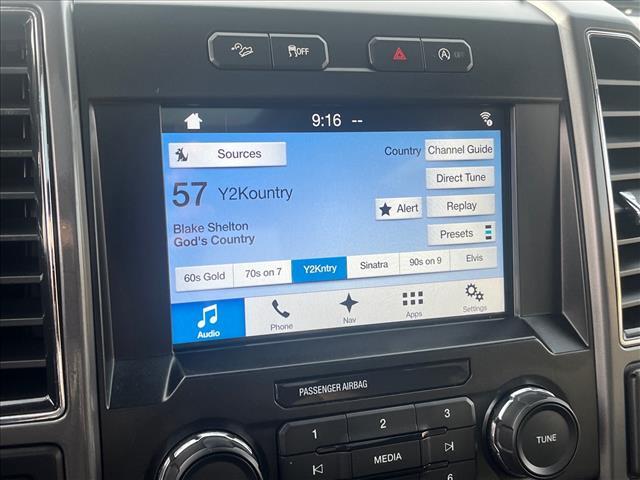 OFF
OFF
9:16 --
Sources
Country
Channel Guide
57 Y2Kountry
Direct Tune
Alert
Replay
Blake Shelton
God's Country
Presets
60s Gold
70s on 7
Y2Kntry
Sinatra
90s on 9
Elvis
Audio
Phone
Nav
Apps
Settings
PASSENGER AIRBAG
1
2
3
MEDIA
6
TUNE